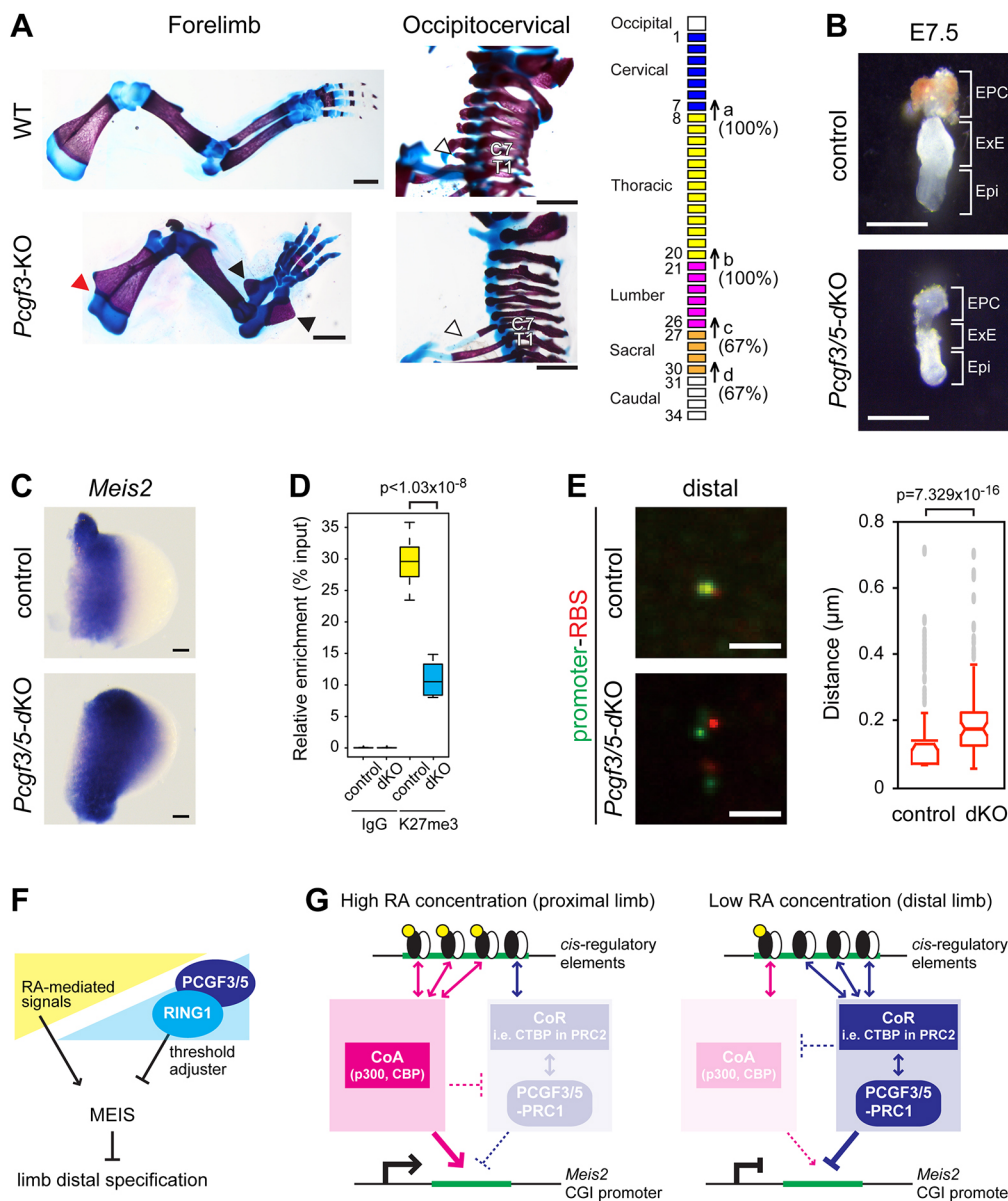 A
Forelimb
Occipitocervical
WT
C7
T1
Pcgf3-KO
C7
T1
Occipital
1
Cervical
7
8
a
(100%)
Thoracic
20
21
b
(100%)
Lumber
26
27
c
(67%)
Sacral
30
31
d
(67%)
Caudal
34
B
E7.5
control
EPC
ExE
Epi
Pcgf3/5-dKO
EPC
ExE
Epi
C
Meis2
control
Pcgf3/5-dKO
D
p<1.03x10-8
Relative enrichment (% input)
35
30
25
20
15
10
5
0
control
dKO
control
dKO
IgG
K27me3
E
distal
promoter-RBS
control
Pcgf3/5-dKO
p=7.329x10-16
Distance (µm)
0.8
0.6
0.4
0.2
0
control
dKO
F
RA-mediated
signals
PCGF3/5
RING1
threshold
adjuster
MEIS
limb distal specification
G
High RA concentration (proximal limb)
cis-regulatory
elements
CoA
(p300, CBP)
CoR
i.e. CTBP in PRC2
PCGF3/5
-PRC1
Meis2
CGI promoter
Low RA concentration (distal limb)
cis-regulatory
elements
CoA
(p300, CBP)
CoR
i.e. CTBP in PRC2
PCGF3/5
-PRC1
Meis2
CGI promoter